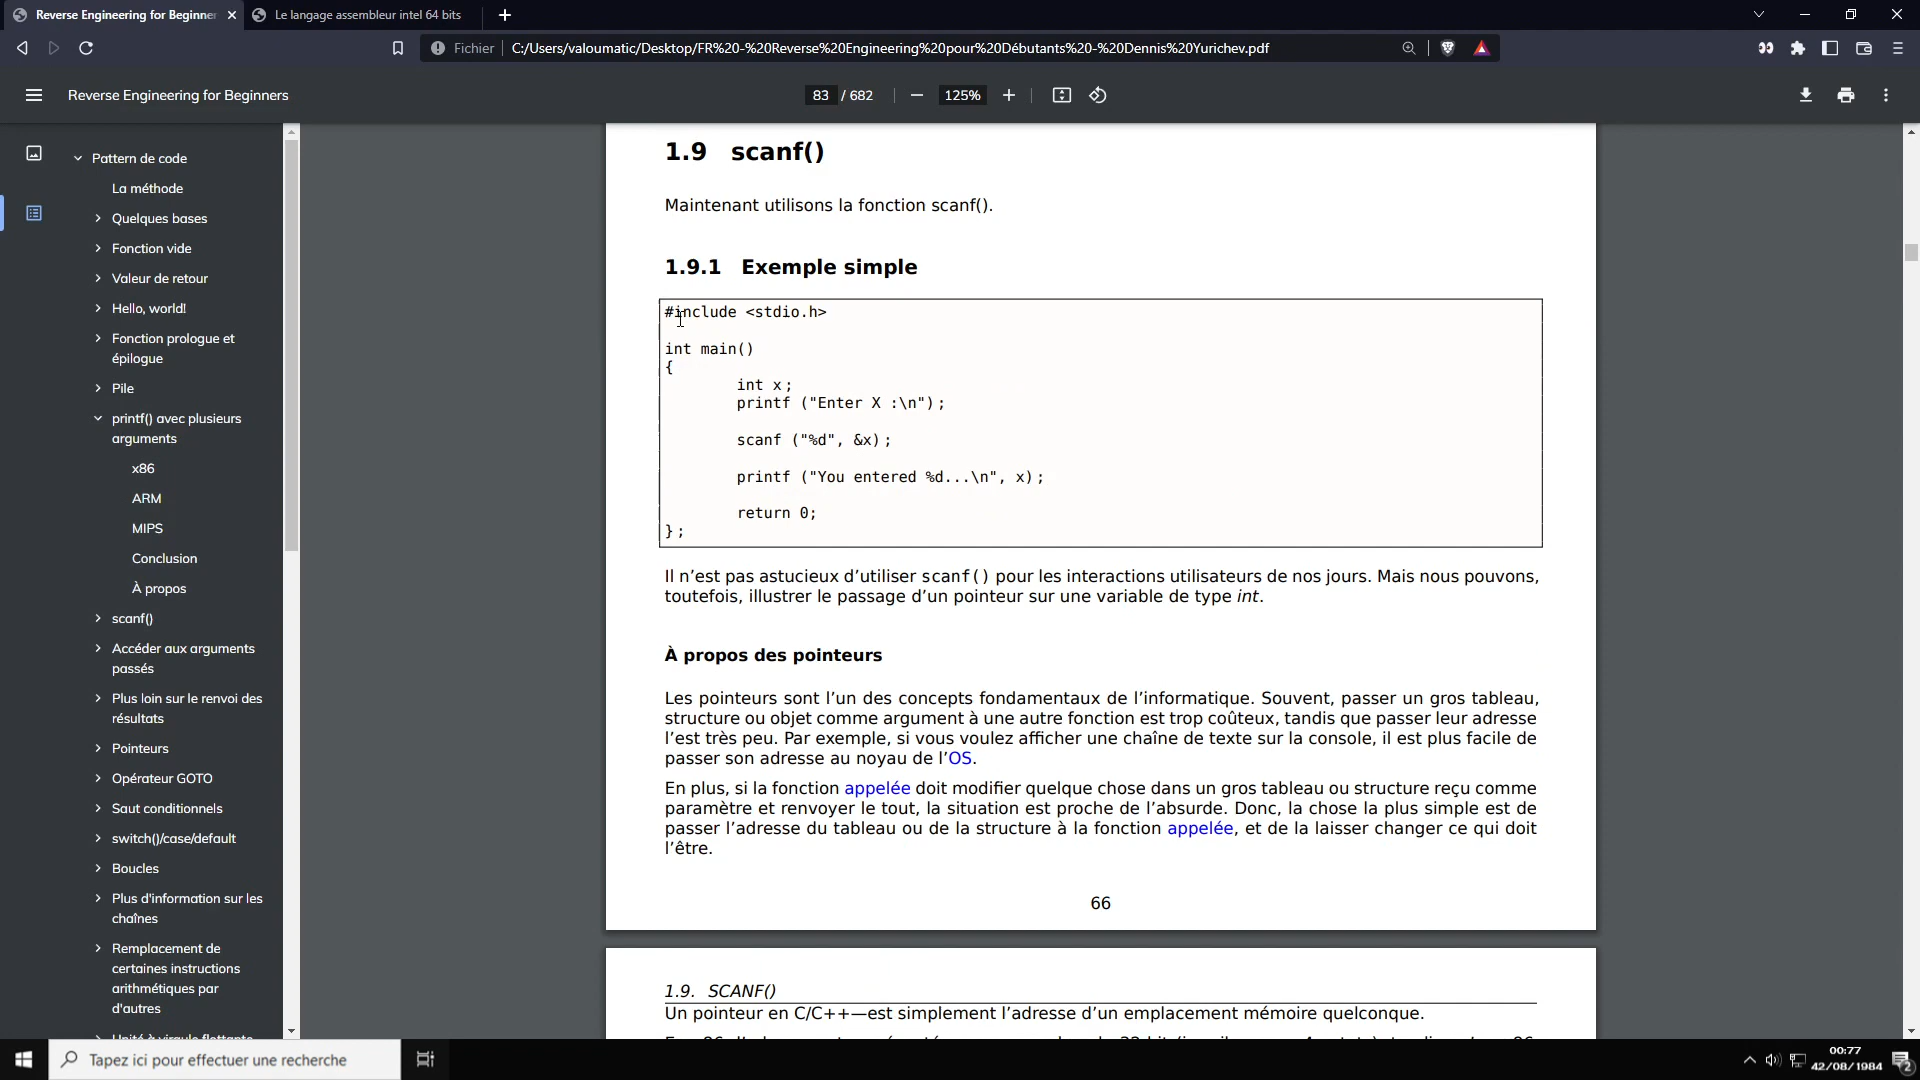 Reverse Engineering for Beginner
Le langage assembleur intel 64 bits
Fichier
C:/Users/valoumatic/Desktop/FR%20-%20Reverse%20Engineering%20pour%20Débutants%20-%20Dennis%20Yurichev.pdf
Reverse Engineering for Beginners
83 / 682
125%
Pattern de code
La méthode
Quelques bases
Fonction vide
Valeur de retour
Hello, world!
Fonction prologue et
épilogue
Pile
printf() avec plusieurs
arguments
x86
ARM
MIPS
Conclusion
À propos
scanf()
Accéder aux arguments
passés
Plus loin sur le renvoi des
résultats
Pointeurs
Opérateur GOTO
Saut conditionnels
switch()/case/default
Boucles
Plus d'information sur les
chaînes
Remplacement de
certaines instructions
arithmétiques par
d'autres
Unité à virgule flottante
1.9 scanf()
Maintenant utilisons la fonction scanf().
1.9.1 Exemple simple
#include <stdio.h>
int main()
{
int x;
printf ("Enter X :\n");
scanf ("%d", &x);
printf ("You entered %d...\n", x);
return 0;
};
Il n’est pas astucieux d’utiliser scanf() pour les interactions utilisateurs de nos jours. Mais nous pouvons,
toutefois, illustrer le passage d’un pointeur sur une variable de type int.
À propos des pointeurs
Les pointeurs sont l’un des concepts fondamentaux de l’informatique. Souvent, passer un gros tableau,
structure ou objet comme argument à une autre fonction est trop coûteux, tandis que passer leur adresse
l’est très peu. Par exemple, si vous voulez afficher une chaîne de texte sur la console, il est plus facile de
passer son adresse au noyau de l’OS.
En plus, si la fonction appelée doit modifier quelque chose dans un gros tableau ou structure reçu comme
paramètre et renvoyer le tout, la situation est proche de l’absurde. Donc, la chose la plus simple est de
passer l’adresse du tableau ou de la structure à la fonction appelée, et de la laisser changer ce qui doit
l’être.
66
1.9. SCANF()
Un pointeur en C/C++—est simplement l’adresse d’un emplacement mémoire quelconque.
Tapez ici pour effectuer une recherche
00:77
42/08/1984
2